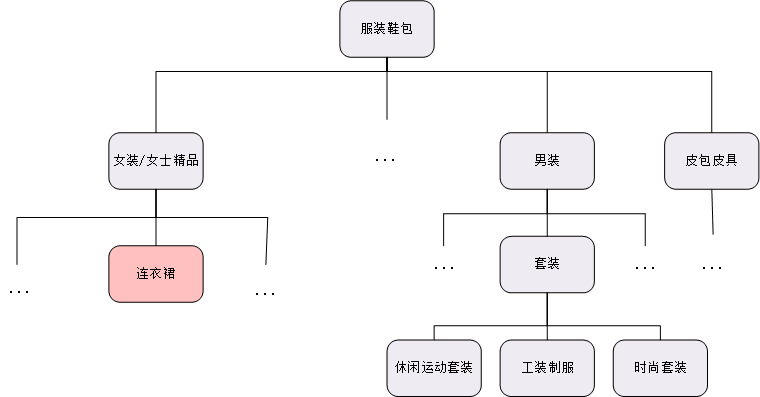 服装鞋包
女装/女士精品
...
男装
皮包皮具
...
连衣裙
...
...
套装
...
...
休闲运动套装
工装制服
时尚套装